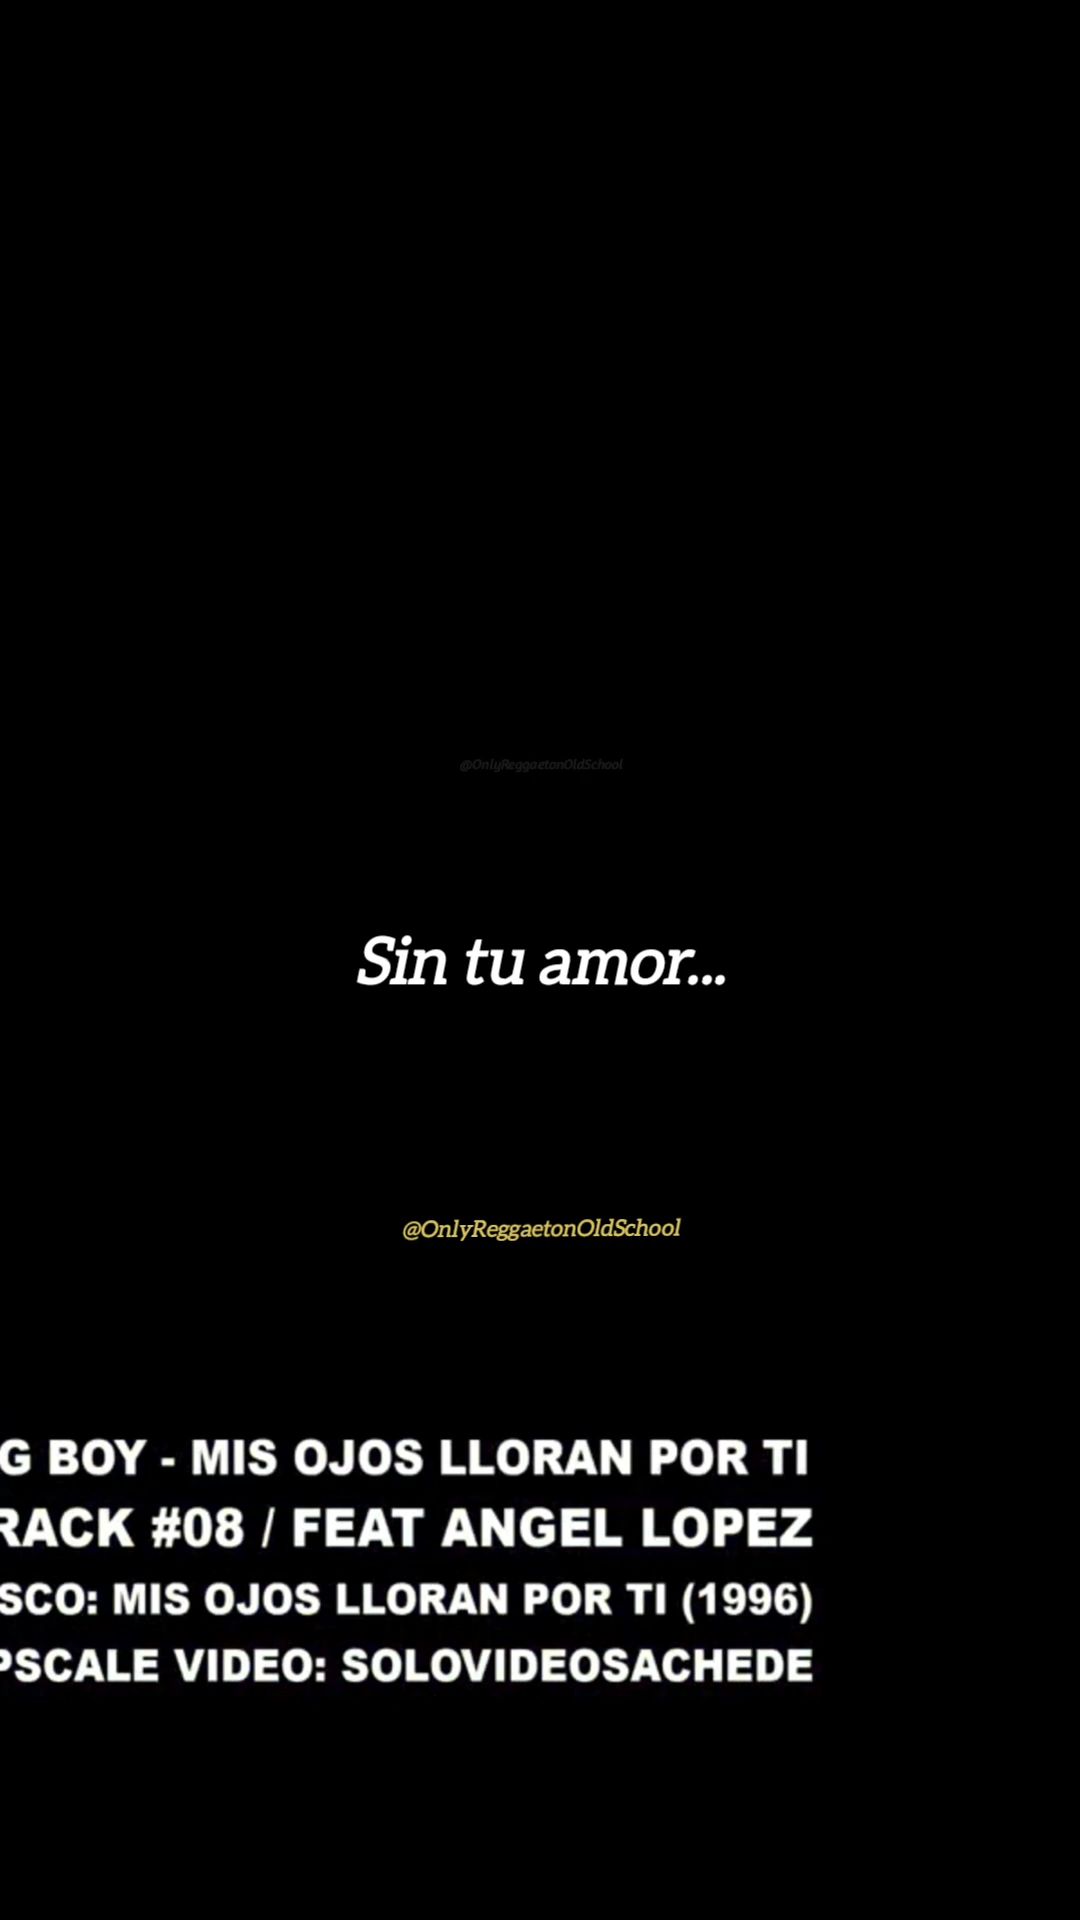 @OnlyReggaetonOldSchool
Sin tu amor...
@OnlyReggaetonOldSchool
G BOY - MIS OJOS LLORAN POR TI
RACK #08 / FEAT ANGEL LOPEZ
SCO: MIS OJOS LLORAN POR TI (1996)
PSCALE VIDEO: SOLOVIDEOSACHEDE